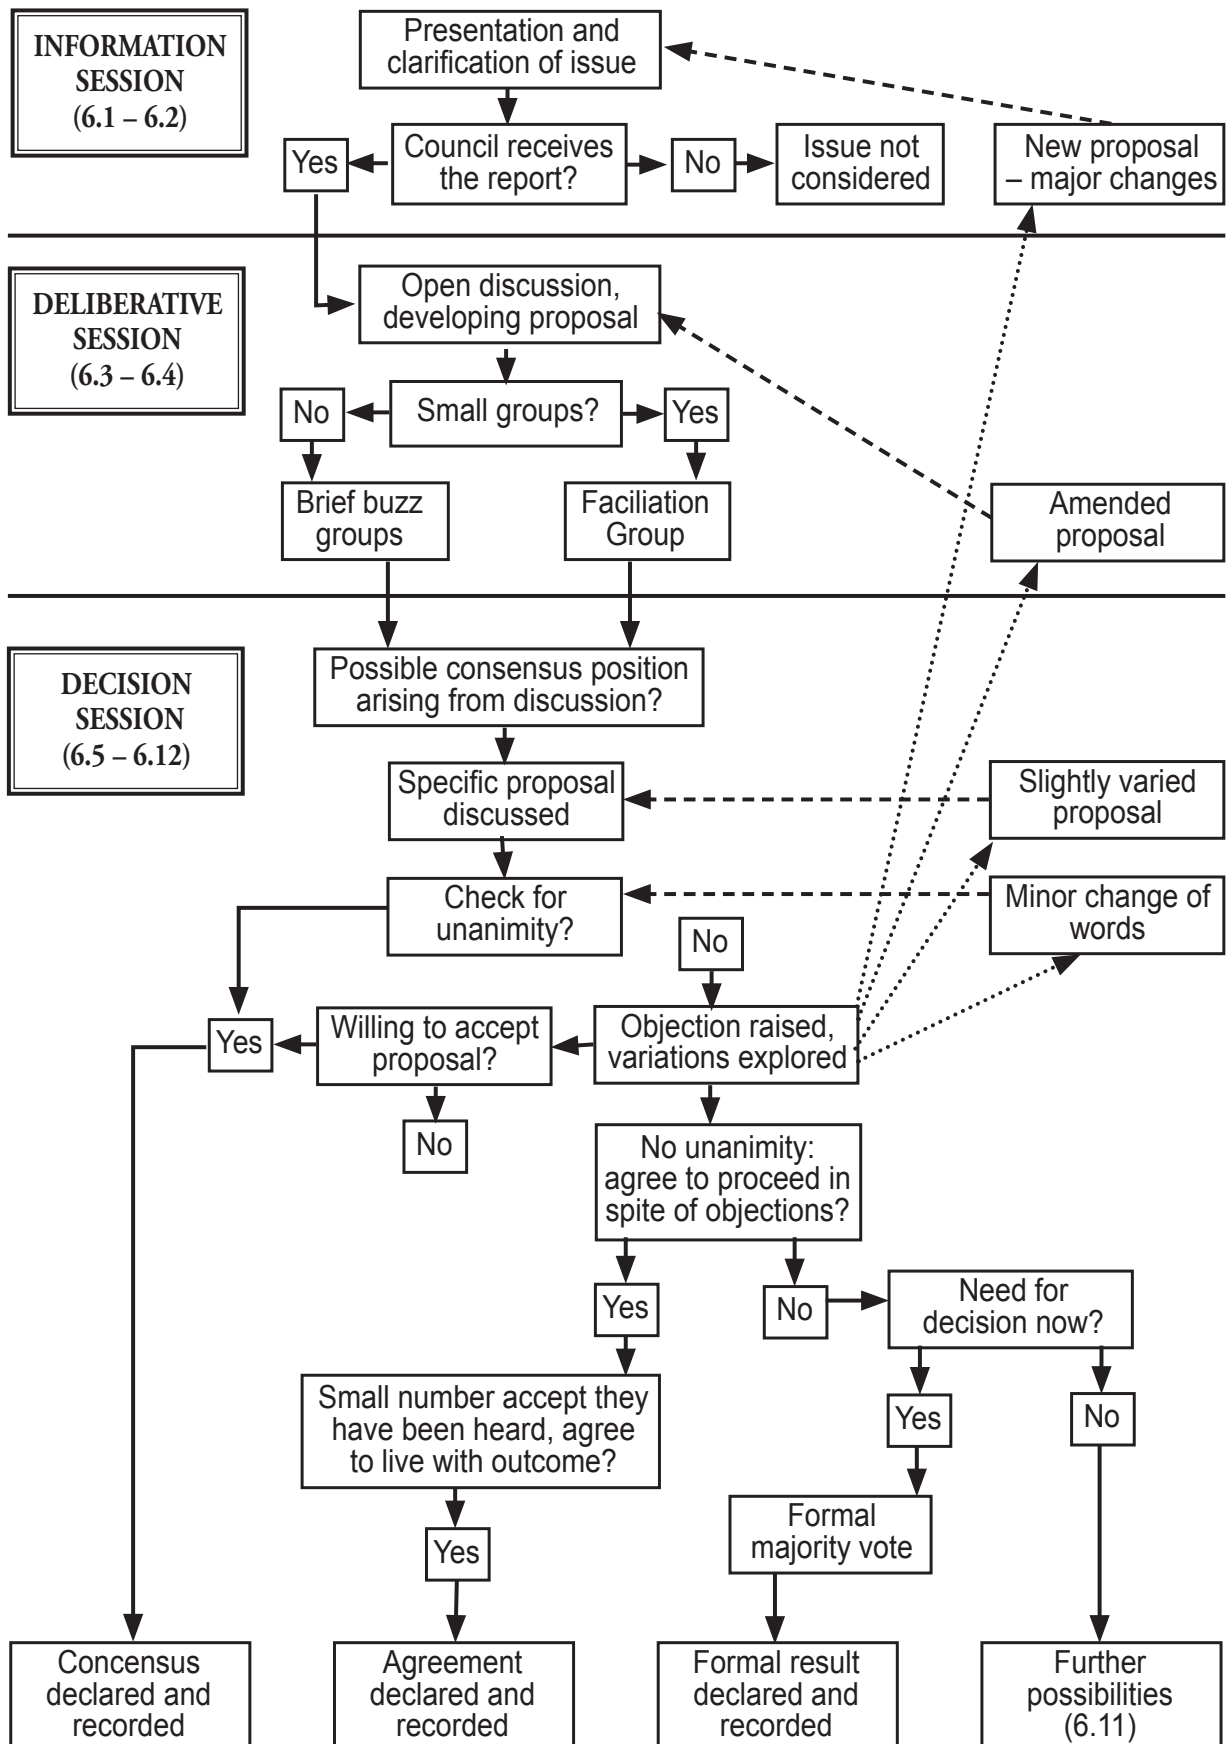 INFORMATION
SESSION
(6.1 – 6.2)
Presentation and
clarification of issue
Yes
Council receives
the report?
No
Issue not
considered
New proposal
– major changes
DELIBERATIVE
SESSION
(6.3 – 6.4)
Open discussion,
developing proposal
No
Small groups?
Yes
Brief buzz
groups
Faciliation
Group
Amended
proposal
DECISION
SESSION
(6.5 – 6.12)
Possible consensus position
arising from discussion?
Specific proposal
discussed
Slightly varied
proposal
Check for
unanimity?
Minor change of
words
No
Yes
Willing to accept
proposal?
Objection raised,
variations explored
No
No unanimity:
agree to proceed in
spite of objections?
Yes
No
Need for
decision now?
Small number accept they
have been heard, agree
to live with outcome?
Yes
No
Yes
Formal
majority vote
Concensus
declared and
recorded
Agreement
declared and
recorded
Formal result
declared and
recorded
Further
possibilities
(6.11)